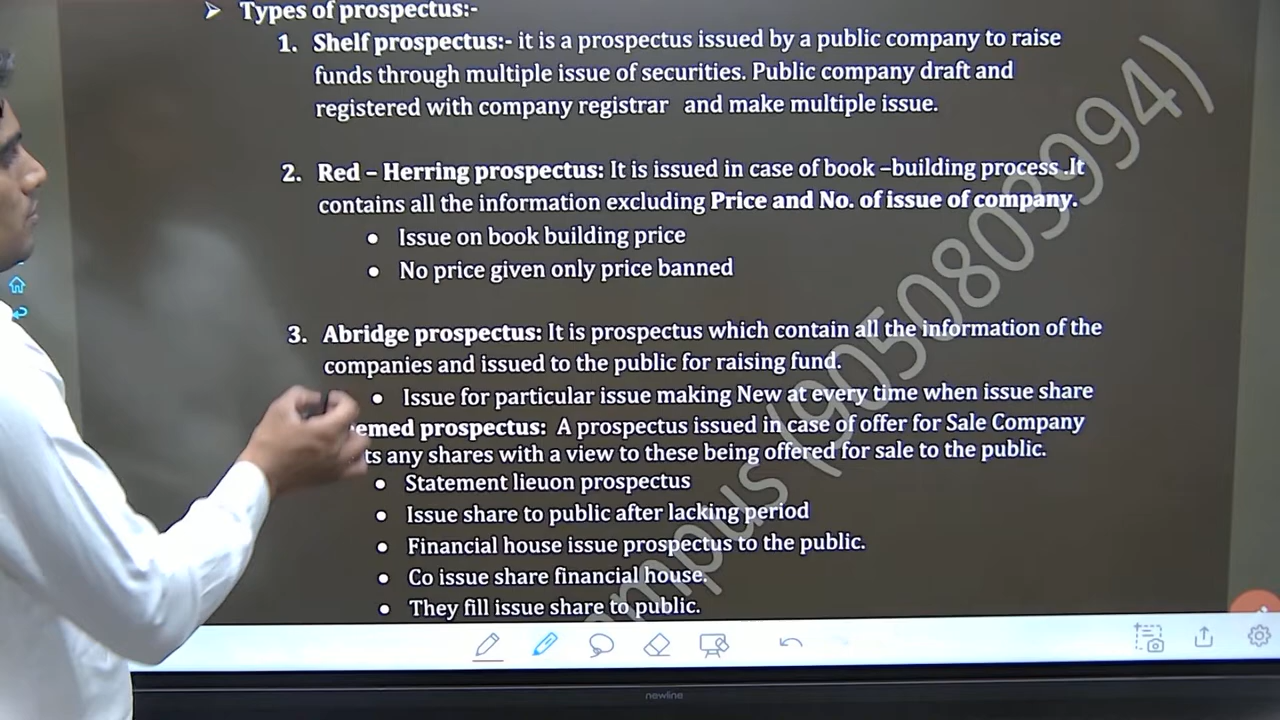 ➤ Types of prospectus:-
1. Shelf prospectus:- it is a prospectus issued by a public company to raise
funds through multiple issue of securities. Public company draft and
registered with company registrar and make multiple issue.
2. Red – Herring prospectus: It is issued in case of book –building process .It
contains all the information excluding Price and No. of issue of company.
• Issue on book building price
• No price given only price banned
3. Abridge prospectus: It is prospectus which contain all the information of the
companies and issued to the public for raising fund.
• Issue for particular issue making New at every time when issue share
emed prospectus: A prospectus issued in case of offer for Sale Company
ts any shares with a view to these being offered for sale to the public.
• Statement lieuon prospectus
• Issue share to public after lacking period
• Financial house issue prospectus to the public.
• Co issue share financial house.
• They fill issue share to public.
ampus (9050803994)
newline